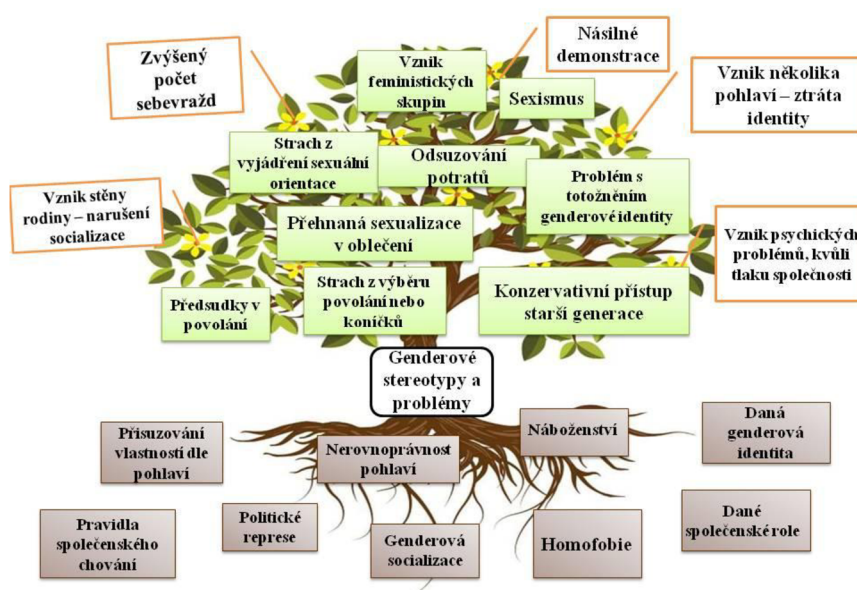 Zvýšený
počet
sebevražd
Vznik
feministických
skupin
Násilné
demonstrace
Sexismus
Vznik několika
pohlaví – ztráta
identity
Strach z
vyjádření sexuální
orientace
Odsuzování
potratů
Problém s
totožněním
genderové identity
Vznik stěny
rodiny – narušení
socializace
Přehnaná sexualizace
v oblečení
Vznik psychických
problémů, kvůli
tlaku společnosti
Předsudky v
povolání
Strach z výběru
povolání nebo
koníčků
Konzervativní přístup
starší generace
Genderové
stereotypy a
problémy
Přisuzování
vlastností dle
pohlaví
Nerovnoprávnost
pohlaví
Náboženství
Daná
genderová
identita
Pravidla
společenského
chování
Politické
represe
Genderová
socializace
Homofobie
Dané
společenské role